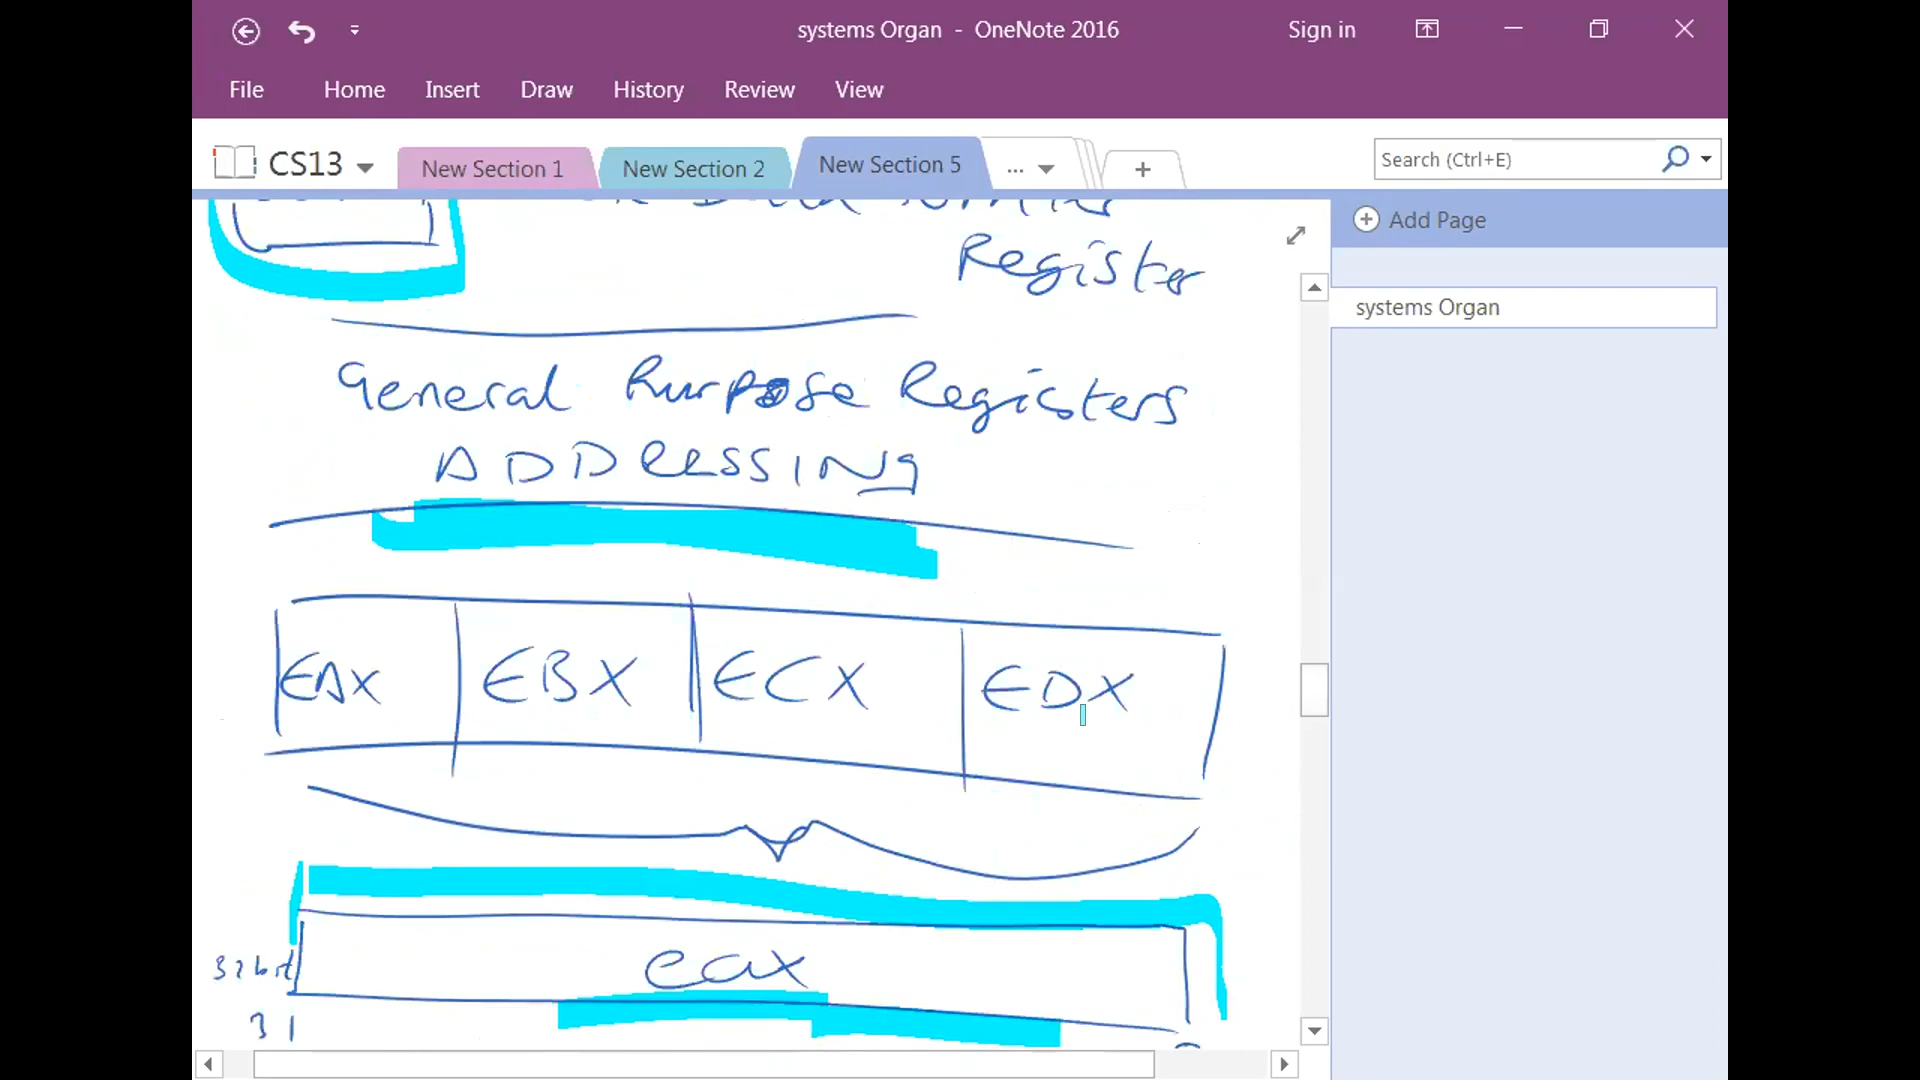 systems Organ - OneNote 2016
Sign in
File Home Insert Draw History Review View
CS13 New Section 1 New Section 2 New Section 5 ... + Search (Ctrl+E)
Add Page
systems Organ
Register
General Purpose Registers
ADDRESSING
EAX EBX ECX EDX
32 bit eax
31